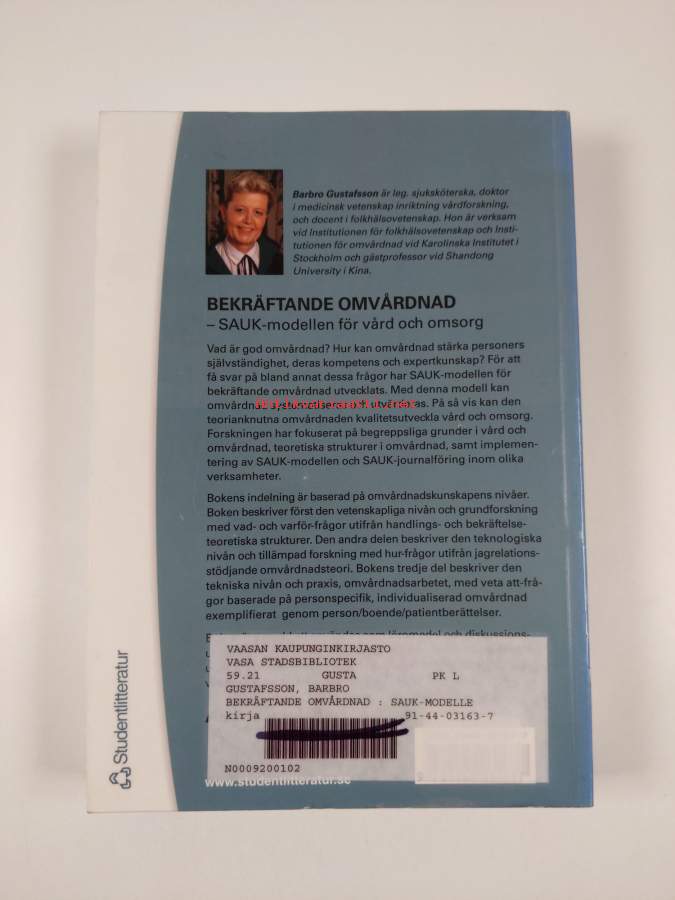 Barbro Gustafsson är leg. sjuksköterska, doktor
i medicinsk vetenskap inriktning vårdforskning,
och docent i folkhälsovetenskap. Hon är verksam
vid Institutionen för folkhälsovetenskap och Insti-
tutionen för omvårdnad vid Karolinska Institutet i
Stockholm och gästprofessor vid Shandong
University i Kina.
BEKRÄFTANDE OMVÅRDNAD
– SAUK-modellen för vård och omsorg
Vad är god omvårdnad? Hur kan omvårdnad stärka personers
självständighet, deras kompetens och expertkunskap? För att
få svar på bland annat dessa frågor har SAUK-modellen för
bekräftande omvårdnad utvecklats. Med denna modell kan
omvårdnad och utvärderas. På så vis kan den
teorianknutna omvårdnaden kvalitetsutveckla vård och omsorg.
Forskningen har fokuserat på begreppsliga grunder i vård och
omvårdnad, teoretiska strukturer i omvårdnad, samt implemen-
tering av SAUK-modellen och SAUK-journalföring inom olika
verksamheter.
Bokens indelning är baserad på omvårdnadskunskapens nivåer.
Boken beskriver först den vetenskapliga nivån och grundforskning
med vad- och varför-frågor utifrån handlings- och bekräftelse-
teoretiska strukturer. Den andra delen beskriver den teknologiska
nivån och tillämpad forskning med hur-frågor utifrån jagrelations-
stödjande omvårdnadsteori. Bokens tredje del beskriver den
tekniska nivån och praxis, omvårdnadsarbetet, med veta att-frå-
gor baserade på personspecifik, individualiserad omvårdnad
exemplifierat genom person/boende/patientberättelser.
VAASAN KAUPUNGINKIRJASTO
VASA STADSBIBLIOTEK
59.21 GUSTA PK L
GUSTAFSSON, BARBRO
BEKRÄFTANDE OMVÅRDNAD : SAUK-MODELLE
kirja 91-44-03163-7
N0009200102
www.studentlitteratur.se
Studentlitteratur